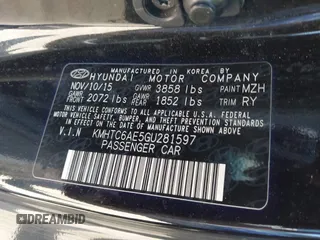 MANUFACTURED IN KOREA BY
HYUNDAI MOTOR COMPANY
NOV/10/15 GVWR 3858 lbs PAINT MZH
GAWR FRONT 2072 lbs GAWR REAR 1852 lbs TRIM RY
THIS VEHICLE CONFORMS TO ALL APPLICABLE U.S. FEDERAL
MOTOR VEHICLE SAFETY, BUMPER, AND THEFT PREVENTION
STANDARDS IN EFFECT ON THE DATE OF MANUFACTURE
SHOWN ABOVE.
V.I.N KMHTC6AE5GU281597
PASSENGER CAR
DREAMBID